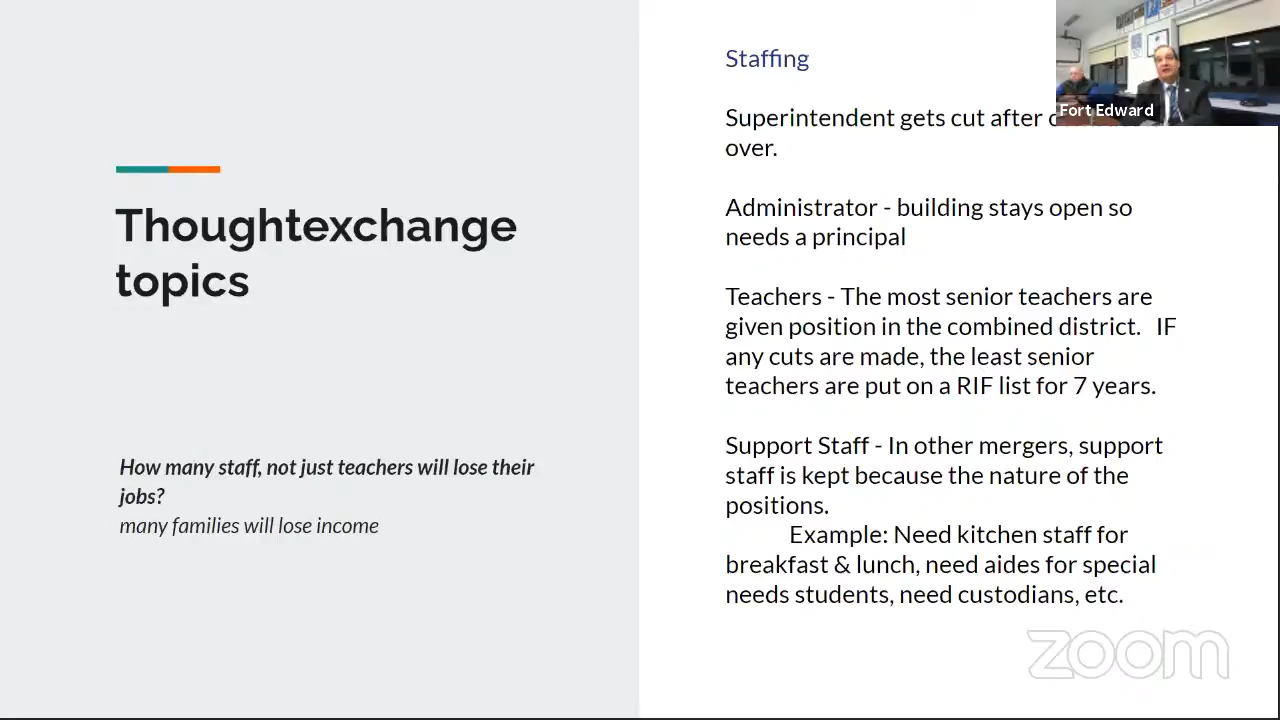 Thoughtexchange
topics
How many staff, not just teachers will lose their
jobs?
many families will lose income
Staffing
Superintendent gets cut after
over.
Administrator - building stays open so
needs a principal
Teachers - The most senior teachers are
given position in the combined district. IF
any cuts are made, the least senior
teachers are put on a RIF list for 7 years.
Support Staff - In other mergers, support
staff is kept because the nature of the
positions.
Example: Need kitchen staff for
breakfast & lunch, need aides for special
needs students, need custodians, etc.
Fort Edward
zoom